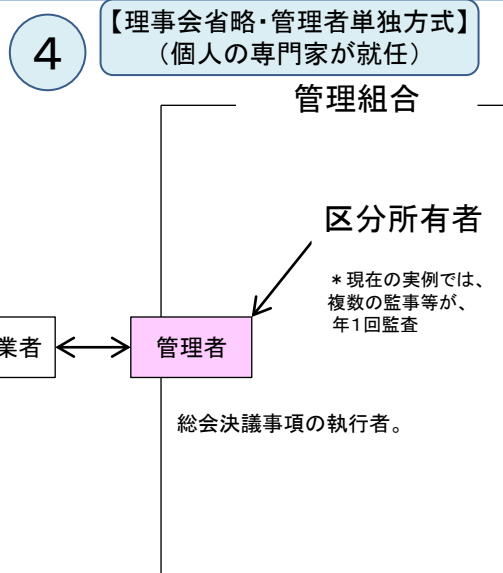 4
【理事会省略・管理者単独方式】
（個人の専門家が就任）
管理組合
区分所有者
＊現在の実例では、
複数の監事等が、
年1回監査
業者
管理者
総会決議事項の執行者。